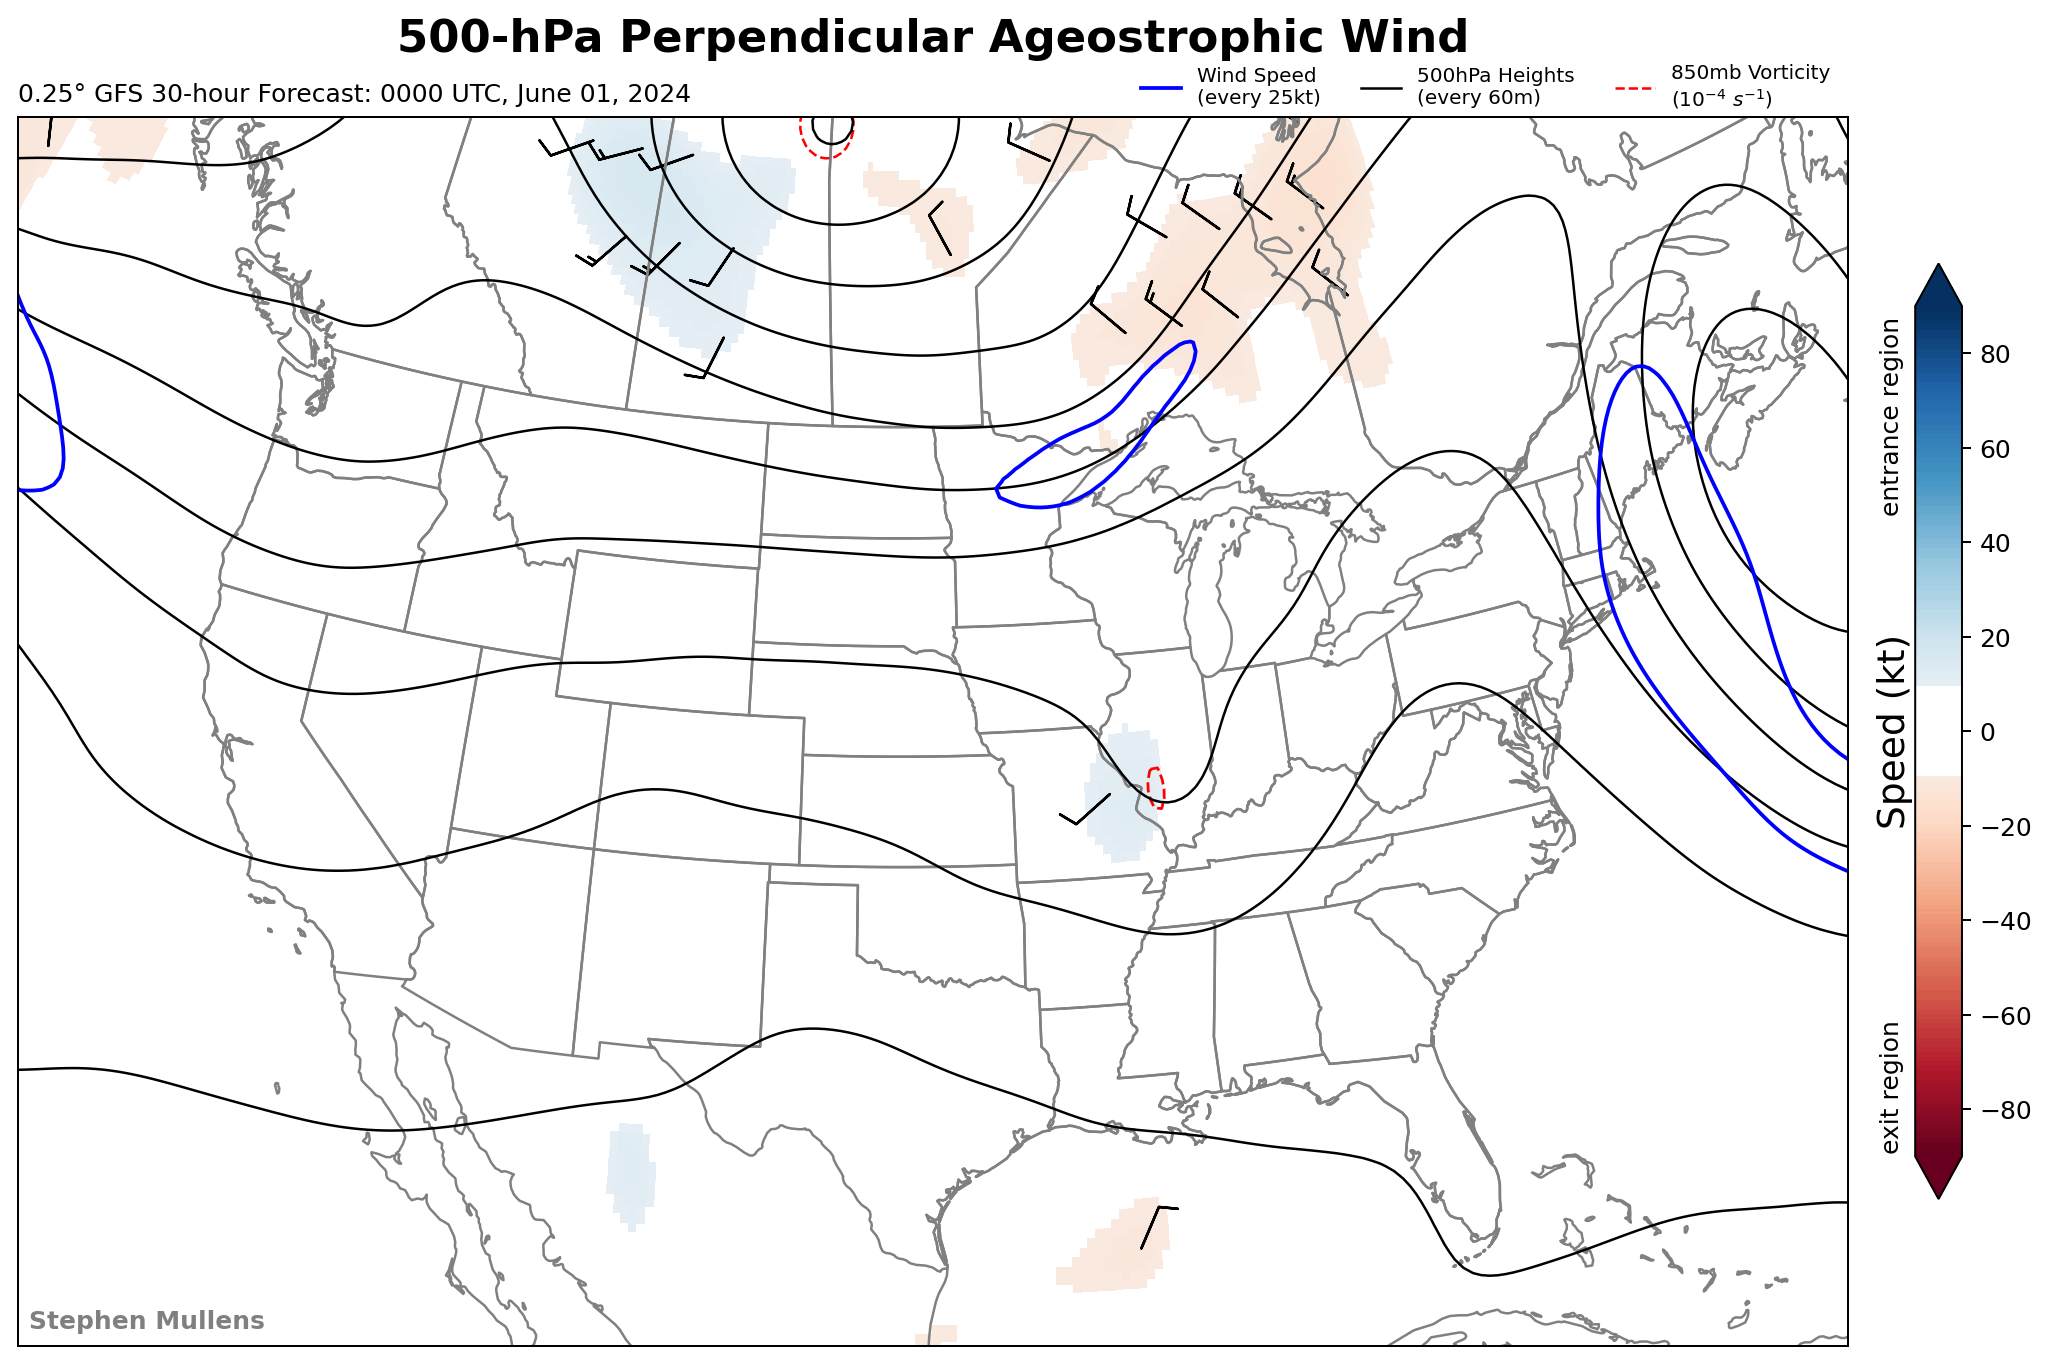 500-hPa Perpendicular Ageostrophic Wind
0.25° GFS 30-hour Forecast: 0000 UTC, June 01, 2024
Wind Speed
(every 25kt)
500hPa Heights
(every 60m)
850mb Vorticity
(10⁻⁴ s⁻¹)
entrance region
Speed (kt)
exit region
80
60
40
20
0
−20
−40
−60
−80
Stephen Mullens